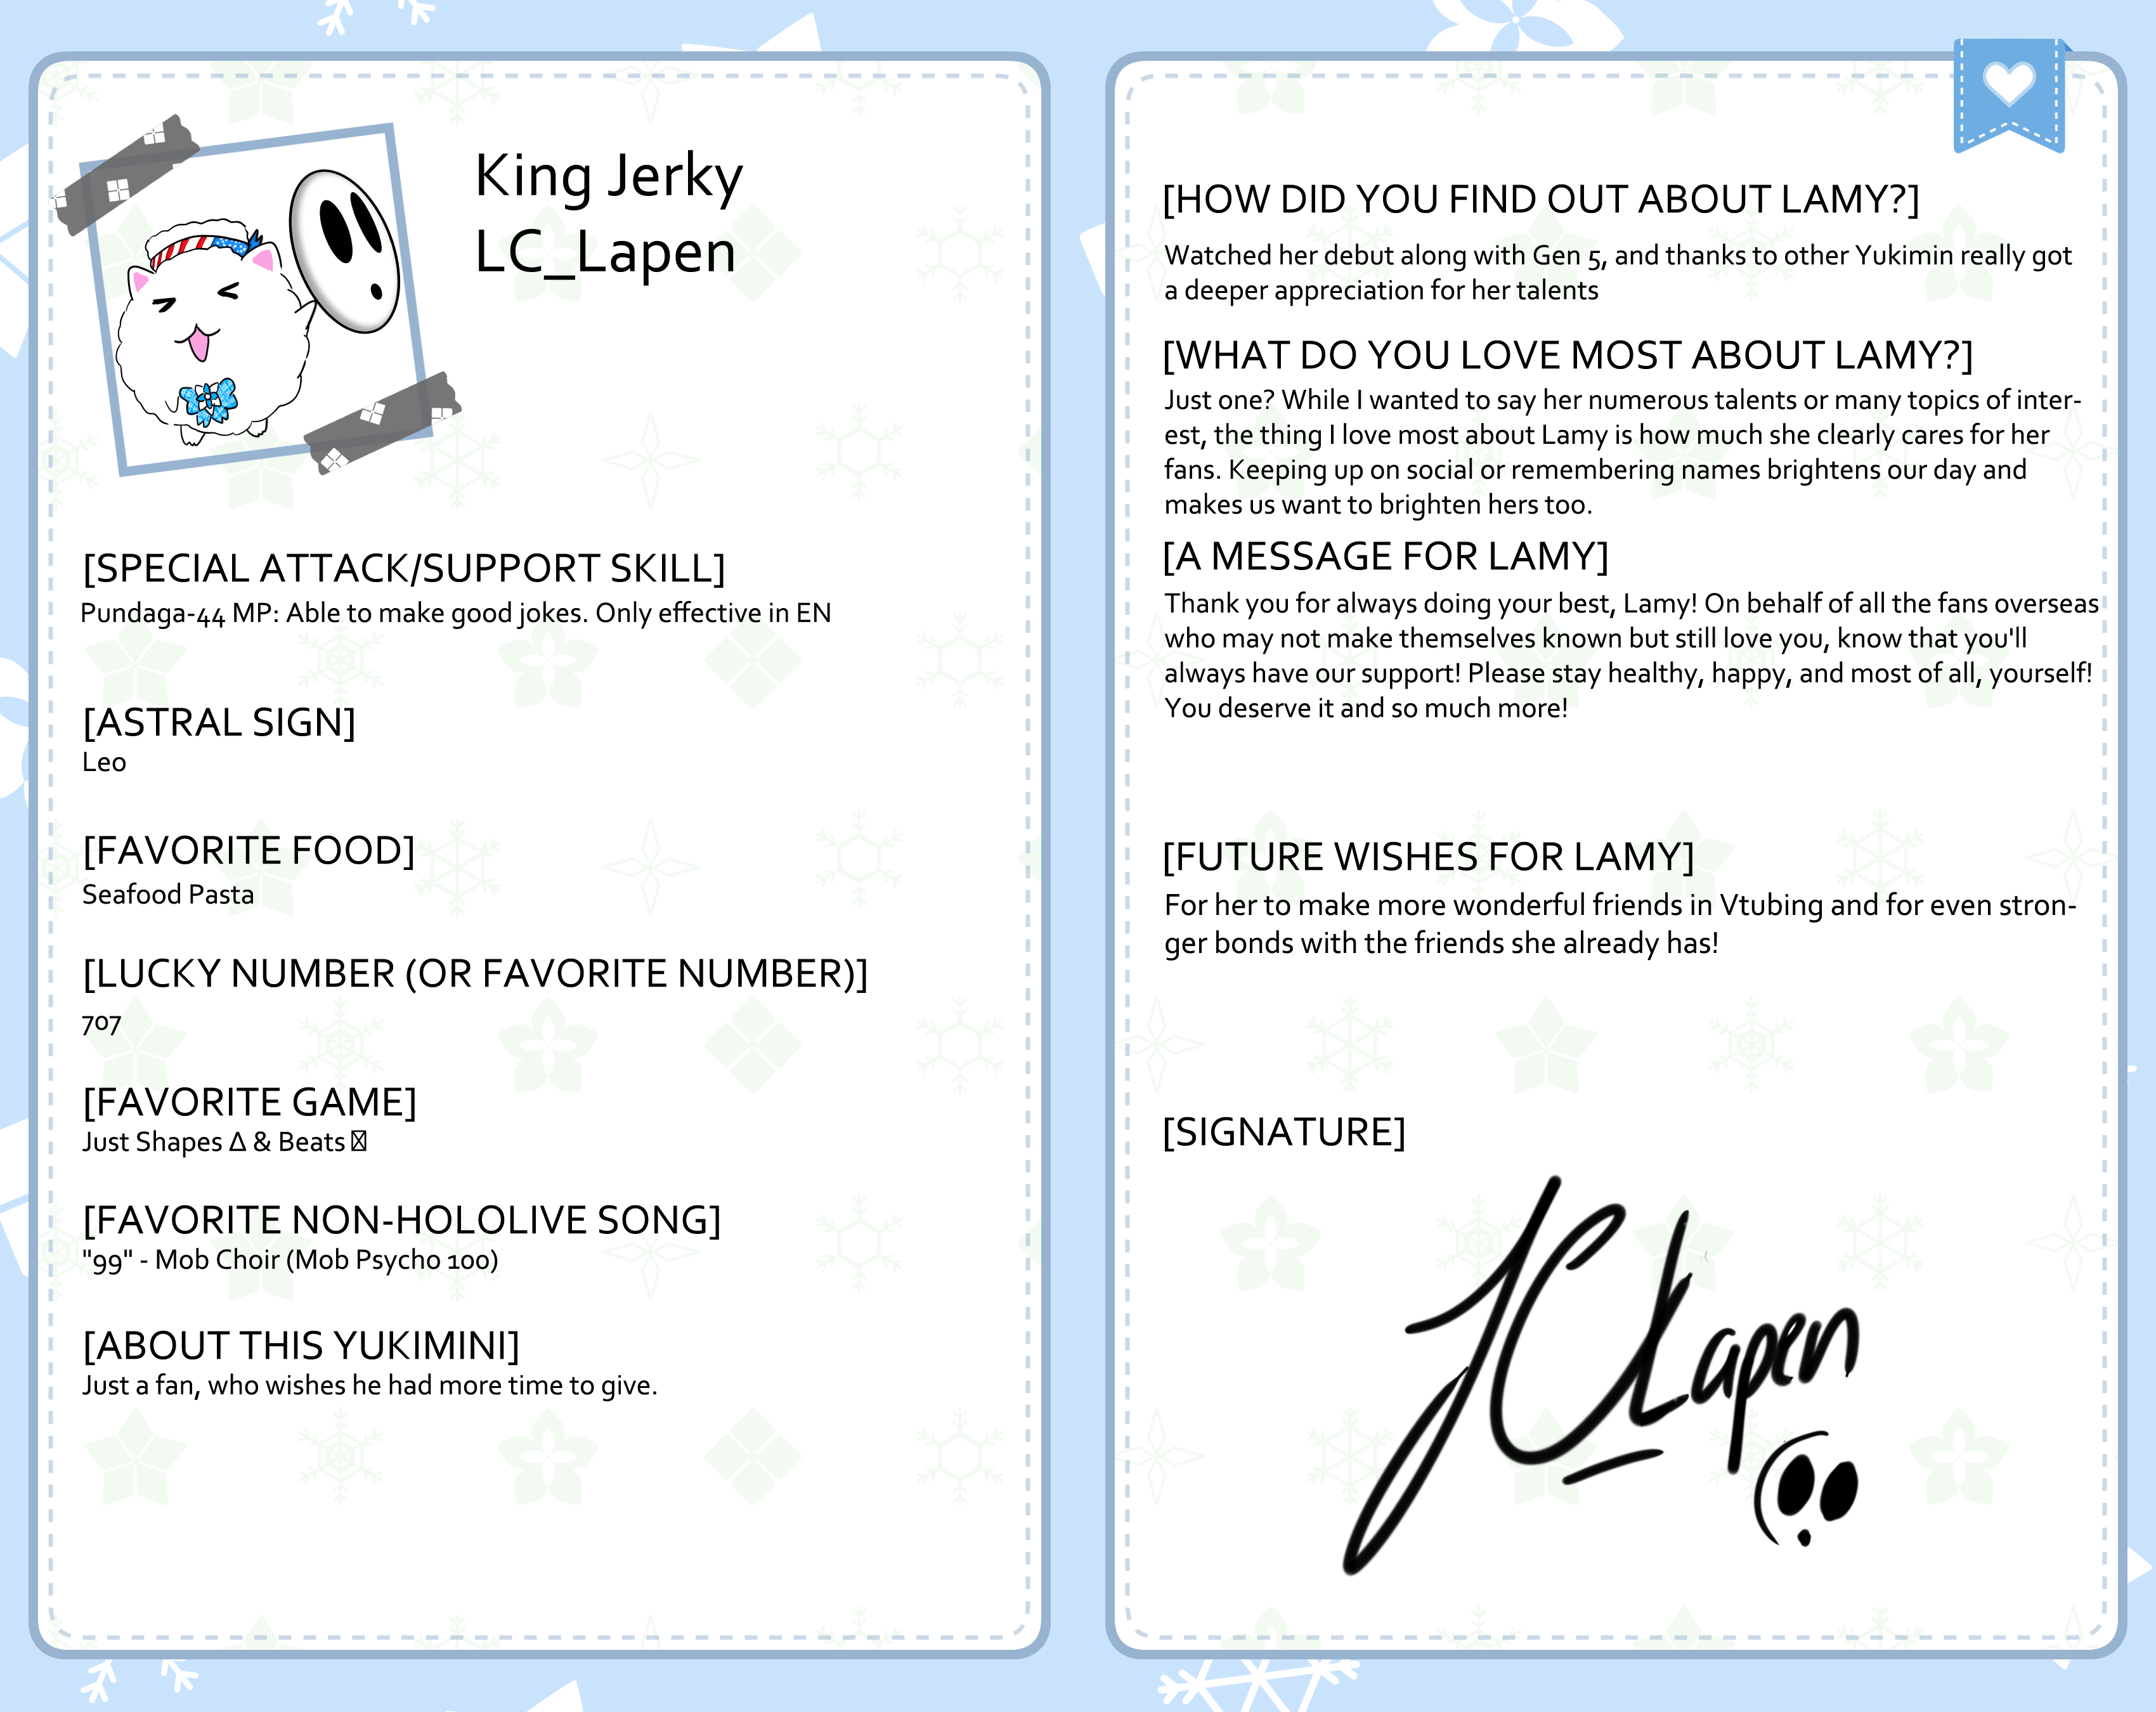 King Jerky
LC_Lapen
[SPECIAL ATTACK/SUPPORT SKILL]
Pundaga-44 MP: Able to make good jokes. Only effective in EN
[ASTRAL SIGN]
Leo
[FAVORITE FOOD]
Seafood Pasta
[LUCKY NUMBER (OR FAVORITE NUMBER)]
707
[FAVORITE GAME]
Just Shapes Δ & Beats
[FAVORITE NON-HOLOLIVE SONG]
"99" - Mob Choir (Mob Psycho 100)
[ABOUT THIS YUKIMINI]
Just a fan, who wishes he had more time to give.
[HOW DID YOU FIND OUT ABOUT LAMY?]
Watched her debut along with Gen 5, and thanks to other Yukimin really got
a deeper appreciation for her talents
[WHAT DO YOU LOVE MOST ABOUT LAMY?]
Just one? While I wanted to say her numerous talents or many topics of inter-
est, the thing I love most about Lamy is how much she clearly cares for her
fans. Keeping up on social or remembering names brightens our day and
makes us want to brighten hers too.
[A MESSAGE FOR LAMY]
Thank you for always doing your best, Lamy! On behalf of all the fans overseas
who may not make themselves known but still love you, know that you'll
always have our support! Please stay healthy, happy, and most of all, yourself!
You deserve it and so much more!
[FUTURE WISHES FOR LAMY]
For her to make more wonderful friends in Vtubing and for even stron-
ger bonds with the friends she already has!
[SIGNATURE]
LC Lapen